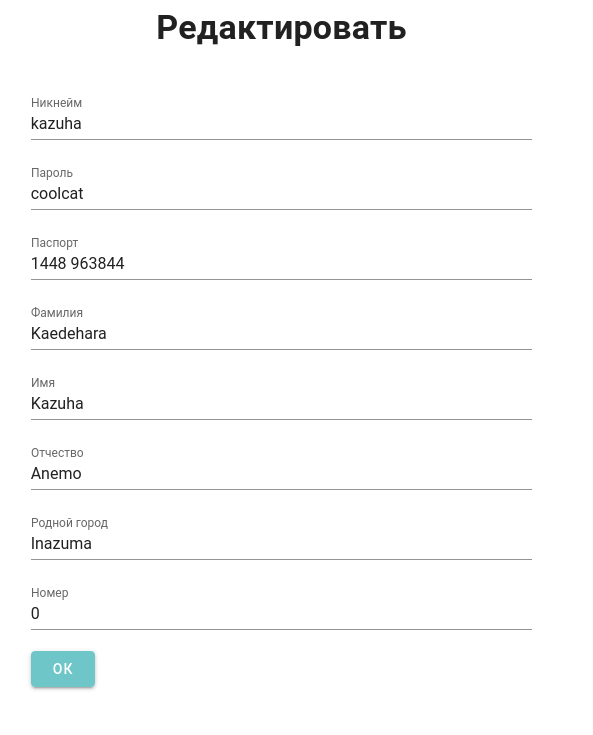 Редактировать
Никнейм
kazuha
Пароль
coolcat
Паспорт
1448 963844
Фамилия
Kaedehara
Имя
Kazuha
Отчество
Anemo
Родной город
Inazuma
Номер
0
ОК